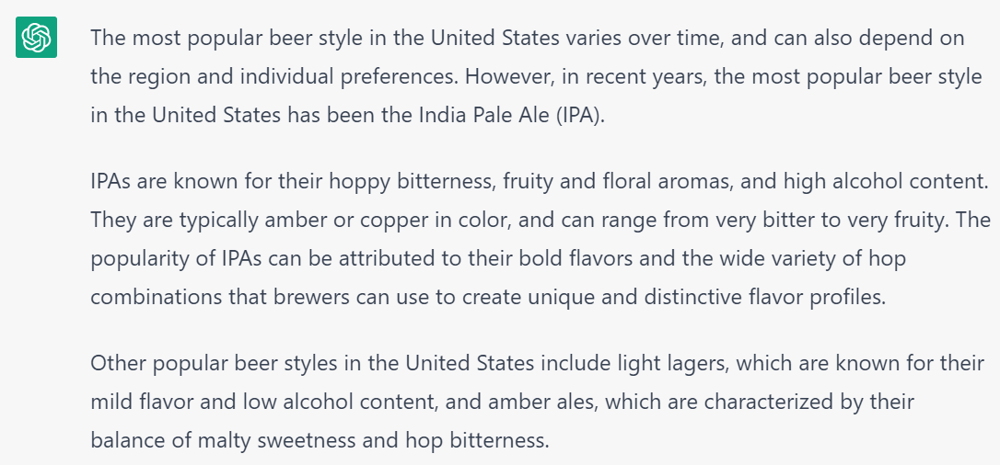 The most popular beer style in the United States varies over time, and can also depend on
the region and individual preferences. However, in recent years, the most popular beer style
in the United States has been the India Pale Ale (IPA).
IPAs are known for their hoppy bitterness, fruity and floral aromas, and high alcohol content.
They are typically amber or copper in color, and can range from very bitter to very fruity. The
popularity of IPAs can be attributed to their bold flavors and the wide variety of hop
combinations that brewers can use to create unique and distinctive flavor profiles.
Other popular beer styles in the United States include light lagers, which are known for their
mild flavor and low alcohol content, and amber ales, which are characterized by their
balance of malty sweetness and hop bitterness.